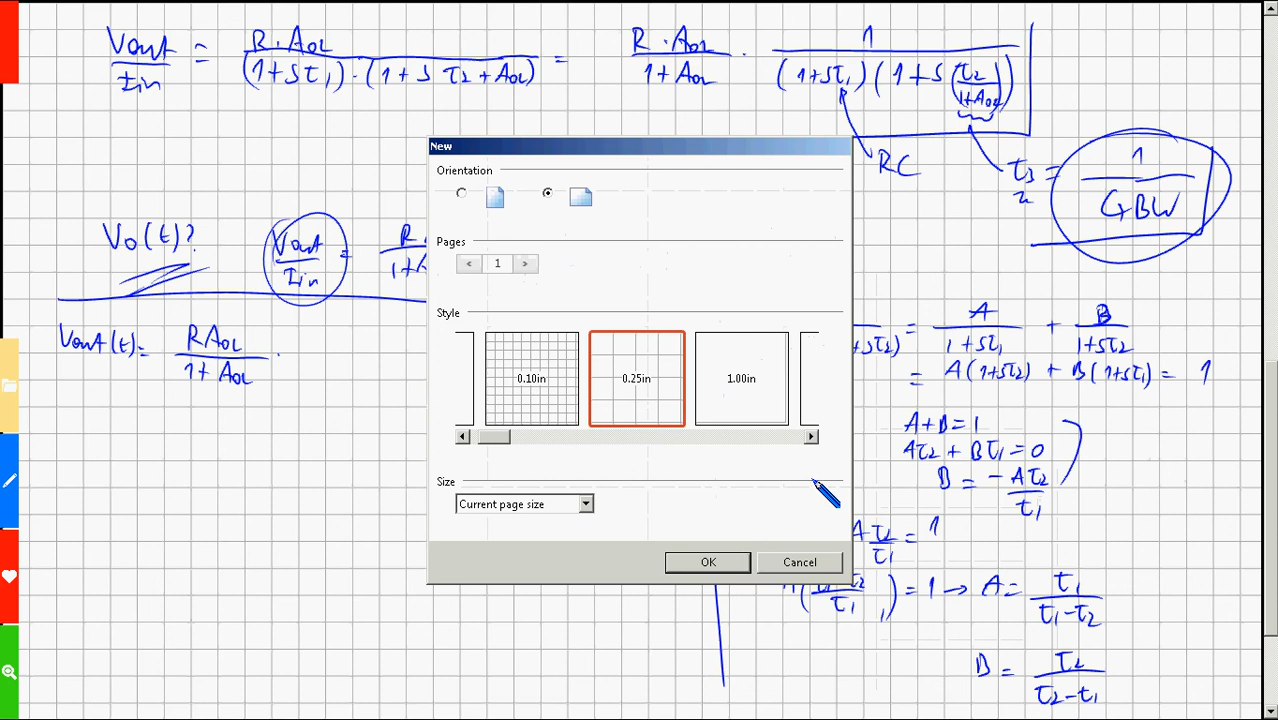 Vout/Iin = R·AOL/((1+Sτ1)·(1+S τ2+AOL)) = R·AOL/(1+AOL) · 1/((1+Sτ1)(1+S(τ2/(1+AOL))))
RC
τ2 = 1/GBW
Vo(t)? Vout/Iin =
Vout(t) = RAOL/(1+AOL) ·
New
Orientation
Pages
< 1 >
Style
0.10in 0.25in 1.00in
Size
Current page size
OK Cancel
= A/(1+Sτ1) + B/(1+Sτ2)
= A(1+Sτ2) + B(1+Sτ1) = 1
A+B=1
Aτ2 + Bτ1 = 0
B = -Aτ2/τ1
Aτ2/τ1 = 1
= 1 → A = τ1/(τ1-τ2)
B = τ2/(τ2-τ1)